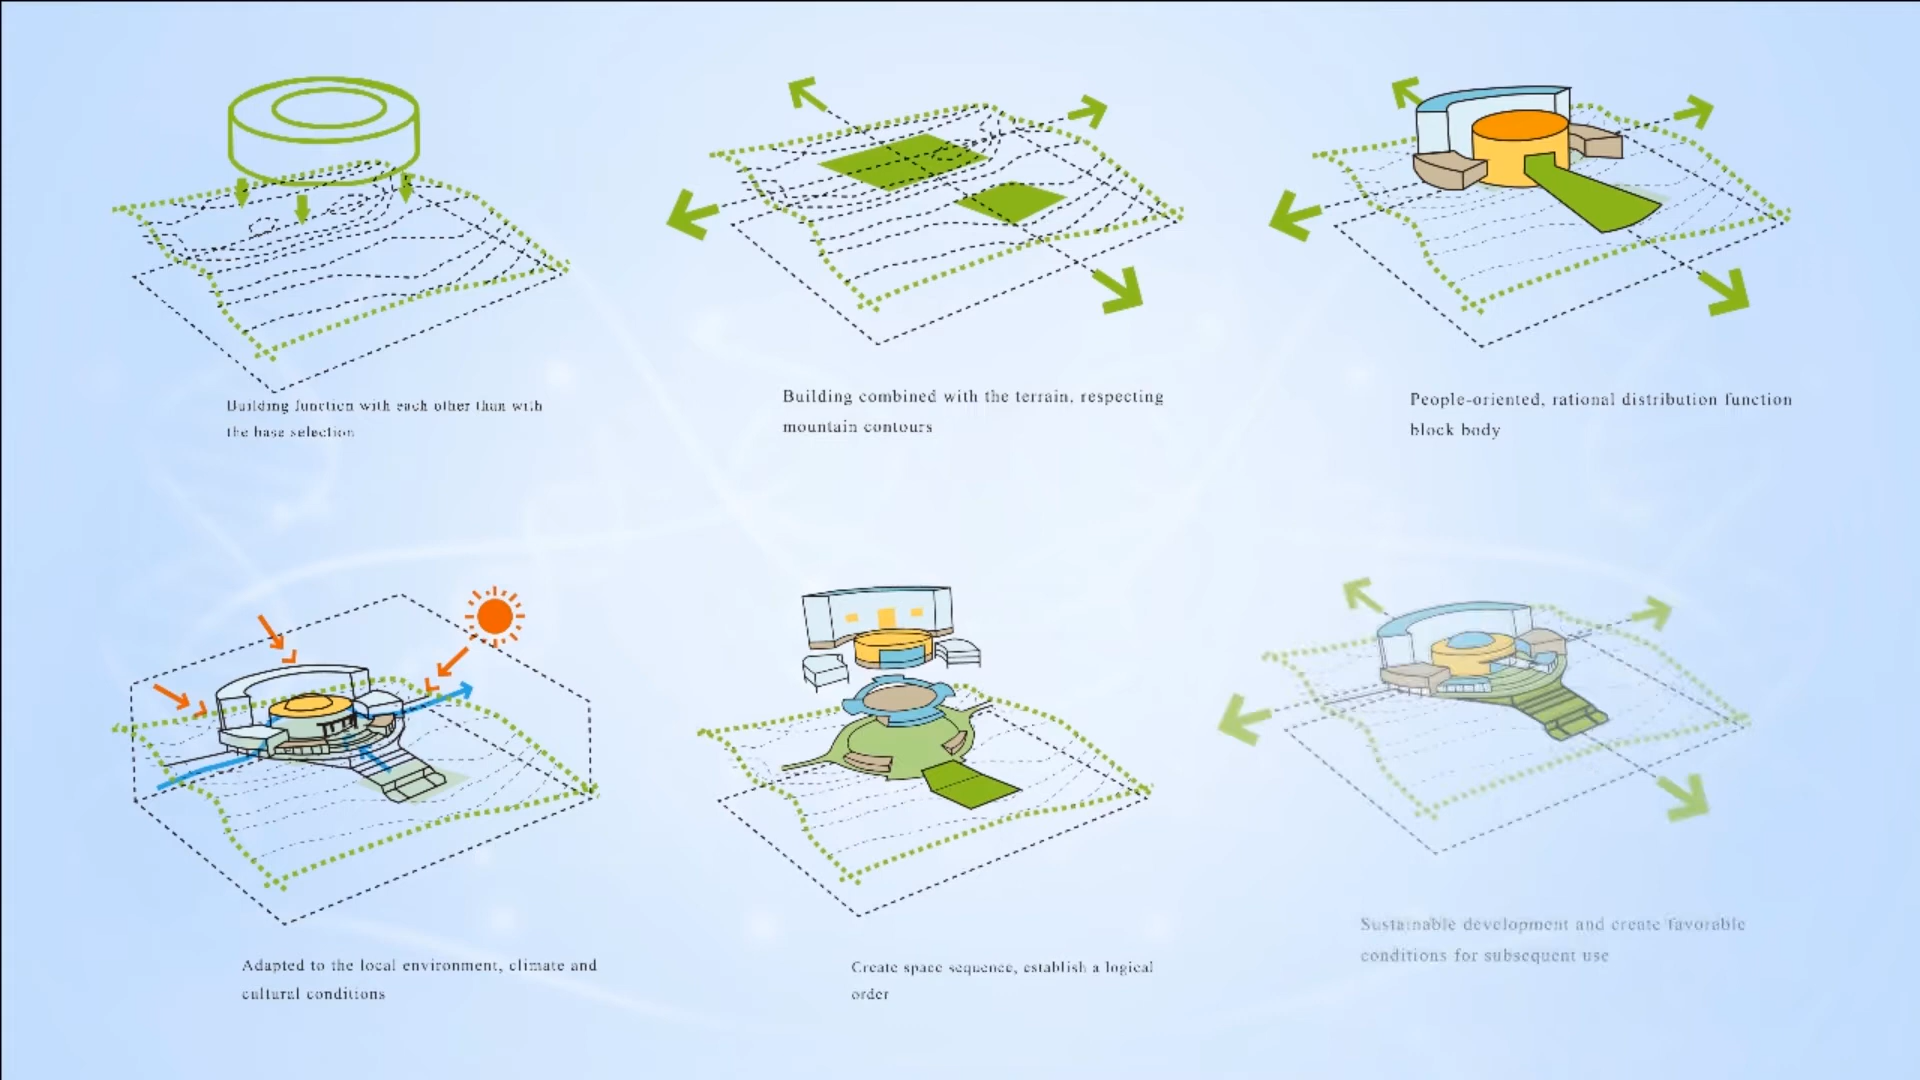 Building function with each other than with
the base selection
Building combined with the terrain, respecting
mountain contours
People-oriented, rational distribution function
block body
Adapted to the local environment, climate and
cultural conditions
Create space sequence, establish a logical
order
Sustainable development and create favorable
conditions for subsequent use